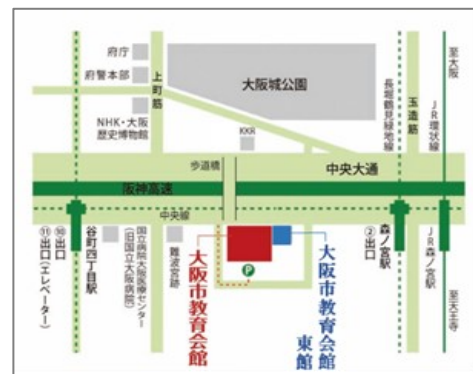 府庁
府警本部
NHK・大阪
歴史博物館
上町筋
大阪城公園
KKR
長堀鶴見緑地線
玉造筋
JR環状線
至大阪
歩道橋
中央大通
阪神高速
中央線
⑪出口(エレベーター)
⑩出口
谷町四丁目駅
国立病院大阪医療センター
(旧国立大阪病院)
難波宮跡
大阪市教育会館
P
大阪市教育会館
東館
②出口
森ノ宮駅
JR森ノ宮駅
至天王寺